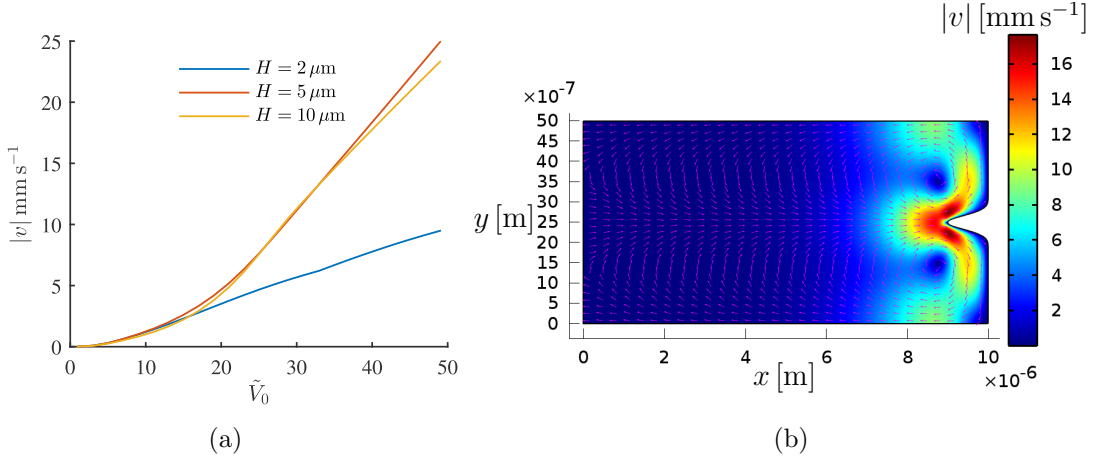 25
20
15
10
5
0
|v| mm s⁻¹
H = 2 μm
H = 5 μm
H = 10 μm
0 10 20 30 40 50
Ṽ₀
(a)
|v| [mm s⁻¹]
16
14
12
10
8
6
4
2
×10⁻⁷
50
45
40
35
30
25
20
15
10
5
0
y [m]
0 2 4 6 8 10
x [m]
×10⁻⁶
(b)